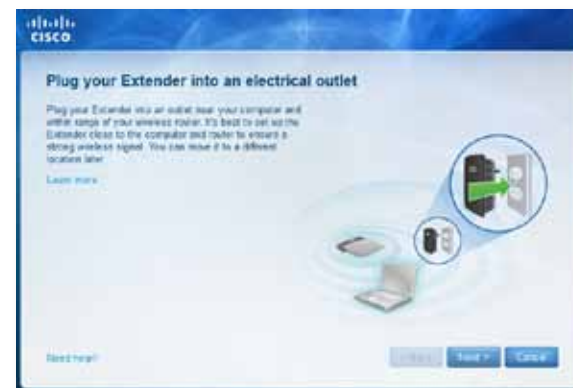 CISCO
Plug your Extender into an electrical outlet
Plug your Extender into an outlet near your computer and
within range of your wireless router. It's best to set up the
Extender close to the computer and router to ensure a
strong wireless signal. You can move it to a different
location later.
Learn more
Need help?
Next >
Cancel